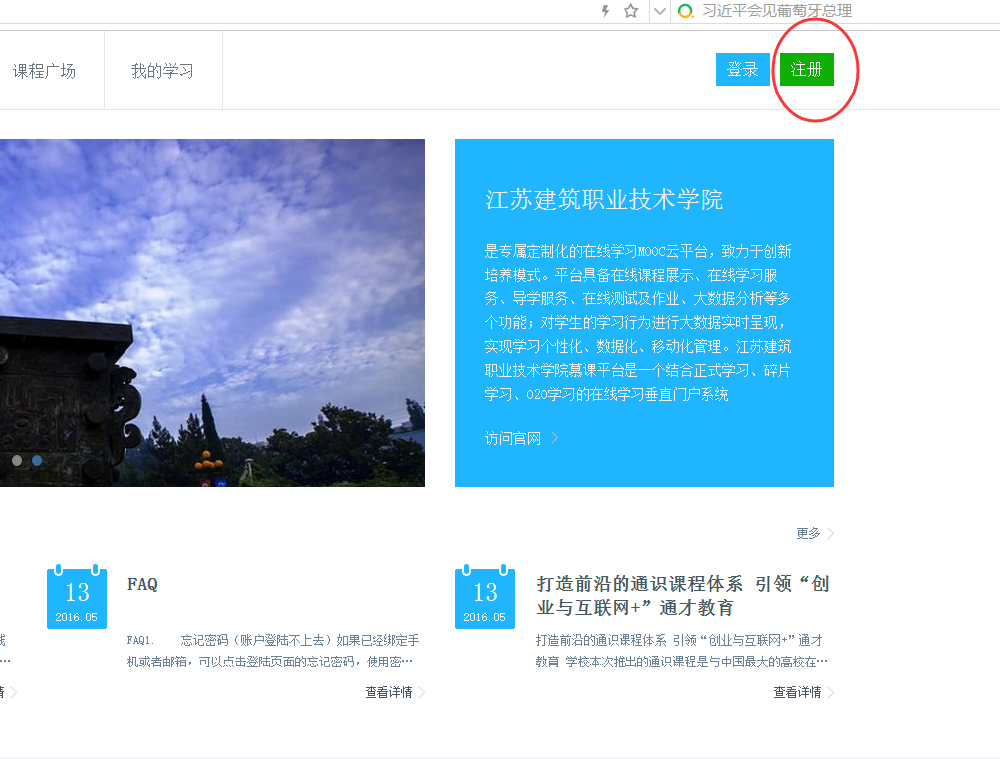 习近平会见葡萄牙总理
课程广场
我的学习
登录
注册
江苏建筑职业技术学院
是专属定制化的在线学习MOOC云平台，致力于创新
培养模式。平台具备在线课程展示、在线学习服
务、导学服务、在线测试及作业、大数据分析等多
个功能；对学生的学习行为进行大数据实时呈现，
实现学习个性化、数据化、移动化管理。江苏建筑
职业技术学院慕课平台是一个结合正式学习、碎片
学习、O2O学习的在线学习垂直门户系统
访问官网
更多
13
2016.05
FAQ
FAQ1. 忘记密码（账户登陆不上去）如果已经绑定手
机或者邮箱，可以点击登陆页面的忘记密码，使用密…
查看详情
13
2016.05
打造前沿的通识课程体系 引领“创
业与互联网+”通才教育
打造前沿的通识课程体系 引领“创业与互联网+”通才
教育 学校本次推出的通识课程是与中国最大的高校在…
查看详情